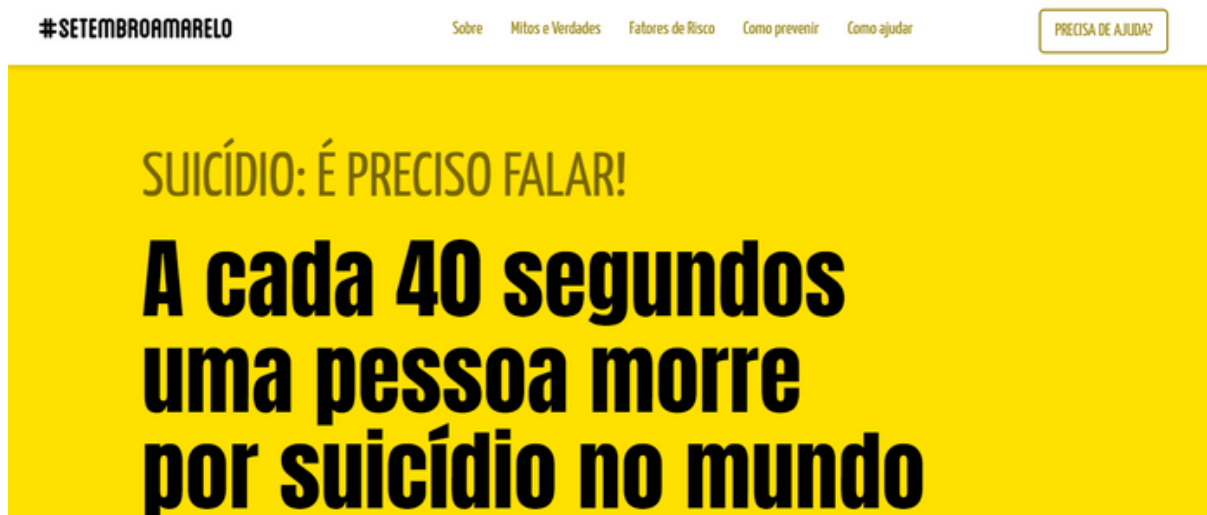 #SETEMBROAMARELO
Sobre Mitos e Verdades Fatores de Risco Como prevenir Como ajudar
PRECISA DE AJUDA?
SUICÍDIO: É PRECISO FALAR!
A cada 40 segundos
uma pessoa morre
por suicídio no mundo